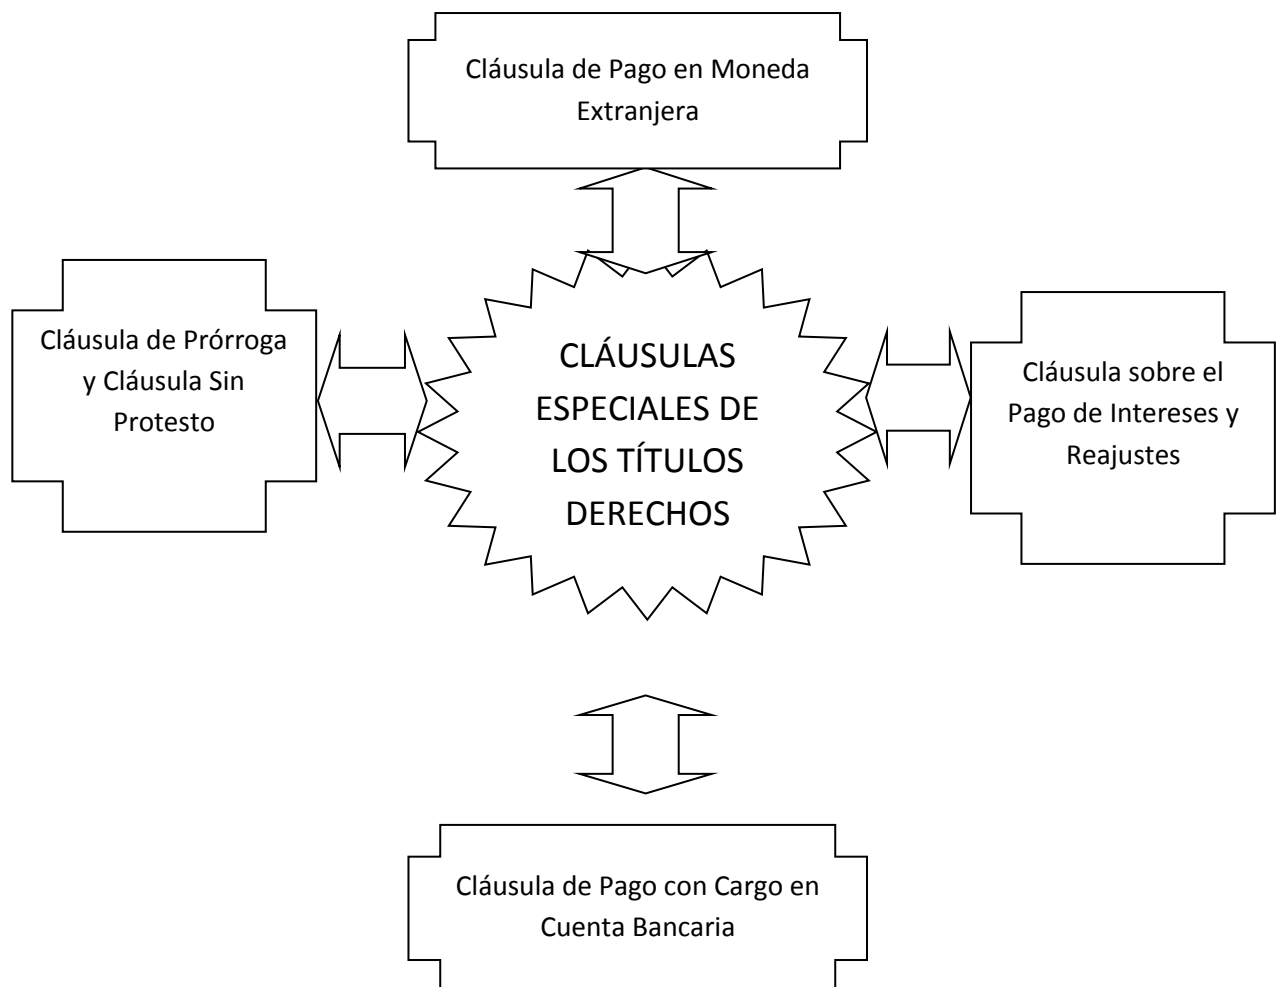 Cláusula de Pago en Moneda
Extranjera
Cláusula de Prórroga
y Cláusula Sin
Protesto
CLÁUSULAS
ESPECIALES DE
LOS TÍTULOS
DERECHOS
Cláusula sobre el
Pago de Intereses y
Reajustes
Cláusula de Pago con Cargo en
Cuenta Bancaria